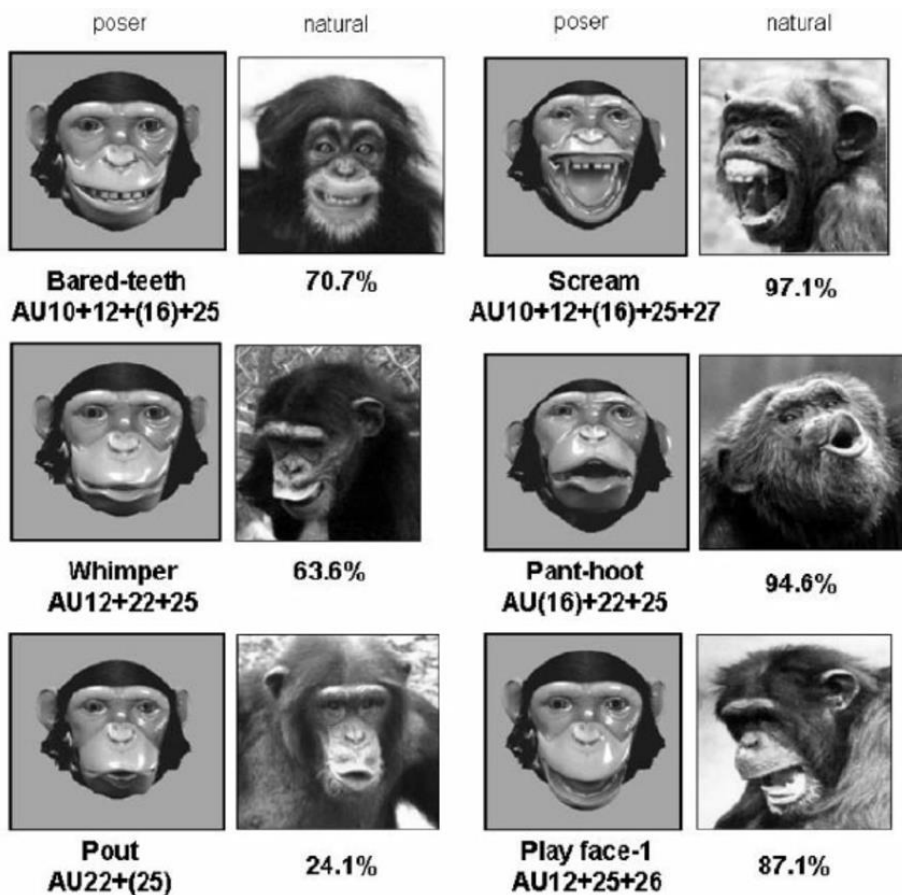 poser
natural
poser
natural
Bared-teeth
AU10+12+(16)+25
70.7%
Scream
AU10+12+(16)+25+27
97.1%
Whimper
AU12+22+25
63.6%
Pant-hoot
AU(16)+22+25
94.6%
Pout
AU22+(25)
24.1%
Play face-1
AU12+25+26
87.1%